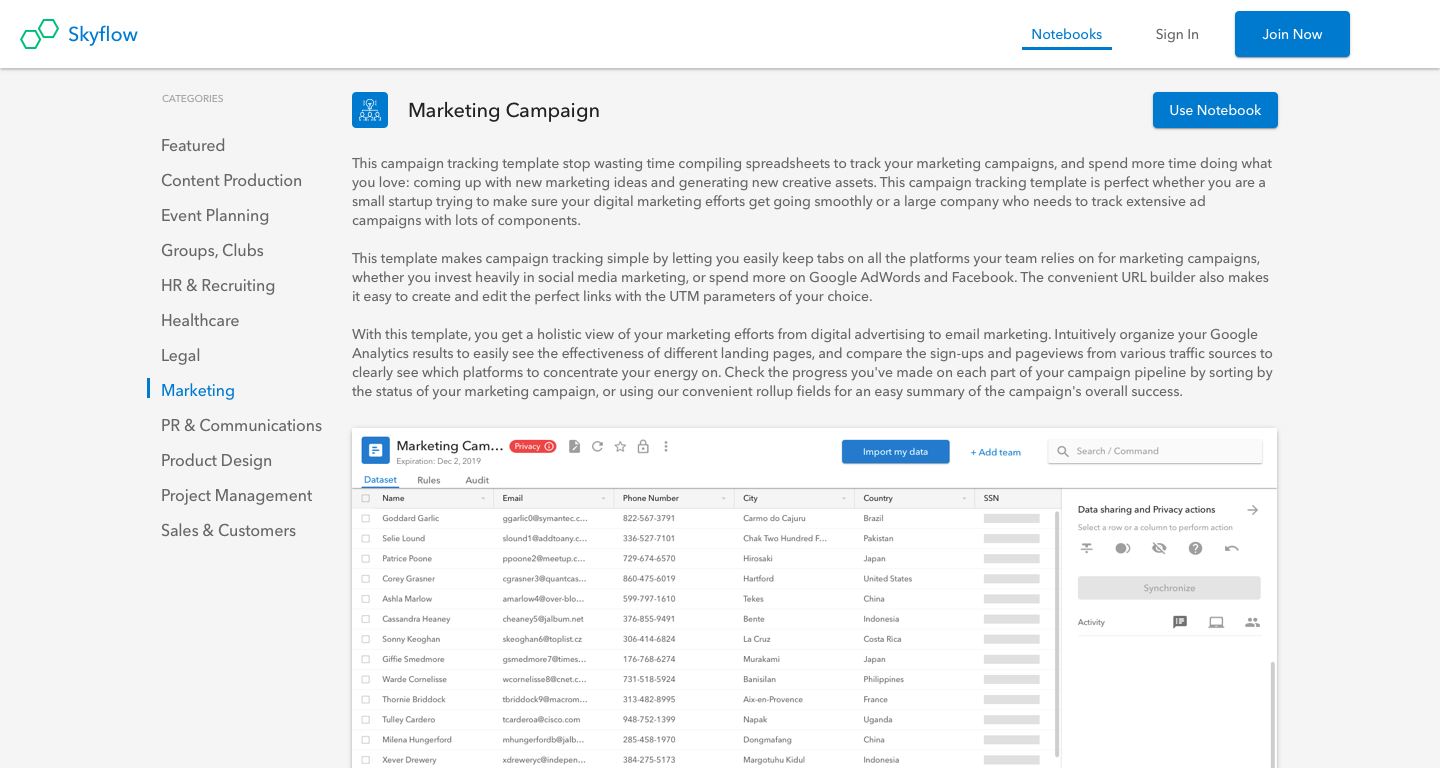 Skyflow
Notebooks
Sign In
Join Now
CATEGORIES
Featured
Content Production
Event Planning
Groups, Clubs
HR & Recruiting
Healthcare
Legal
Marketing
PR & Communications
Product Design
Project Management
Sales & Customers
Marketing Campaign
Use Notebook
This campaign tracking template stop wasting time compiling spreadsheets to track your marketing campaigns, and spend more time doing what
you love: coming up with new marketing ideas and generating new creative assets. This campaign tracking template is perfect whether you are a
small startup trying to make sure your digital marketing efforts get going smoothly or a large company who needs to track extensive ad
campaigns with lots of components.
This template makes campaign tracking simple by letting you easily keep tabs on all the platforms your team relies on for marketing campaigns,
whether you invest heavily in social media marketing, or spend more on Google AdWords and Facebook. The convenient URL builder also makes
it easy to create and edit the perfect links with the UTM parameters of your choice.
With this template, you get a holistic view of your marketing efforts from digital advertising to email marketing. Intuitively organize your Google
Analytics results to easily see the effectiveness of different landing pages, and compare the sign-ups and pageviews from various traffic sources to
clearly see which platforms to concentrate your energy on. Check the progress you've made on each part of your campaign pipeline by sorting by
the status of your marketing campaign, or using our convenient rollup fields for an easy summary of the campaign's overall success.
Marketing Cam...
Privacy
Expiration: Dec 2, 2019
Import my data
+ Add team
Search / Command
Dataset Rules Audit
Name Email Phone Number City Country SSN
Goddard Garlic ggarlic0@symantec.c... 822-567-3791 Carmo do Cajuru Brazil
Selie Lound slound1@addtoany.c... 336-527-7101 Chak Two Hundred F... Pakistan
Patrice Poone ppoone2@meetup.c... 729-674-6570 Hirosaki Japan
Corey Grasner cgrasner3@quantcas... 860-475-6019 Hartford United States
Ashla Marlow amarlow4@over-blo... 599-797-1610 Tekes China
Cassandra Heaney cheaney5@jalbum.net 376-855-9491 Bente Indonesia
Sonny Keoghan skeoghan6@toplist.cz 306-414-6824 La Cruz Costa Rica
Giffie Smedmore gsmedmore7@times... 176-768-6274 Murakami Japan
Warde Cornelisse wcornelisse8@cnet.c... 731-518-5924 Banisilan Philippines
Thornie Briddock tbriddock9@macrom... 313-482-8995 Aix-en-Provence France
Tulley Cardero tcarderoa@cisco.com 948-752-1399 Napak Uganda
Milena Hungerford mhungerfordb@jalb... 285-458-1970 Dongmafang China
Xever Drewery xdreweryc@indepen... 384-275-5173 Margotuhu Kidul Indonesia
Data sharing and Privacy actions
Select a row or a column to perform action
Synchronize
Activity